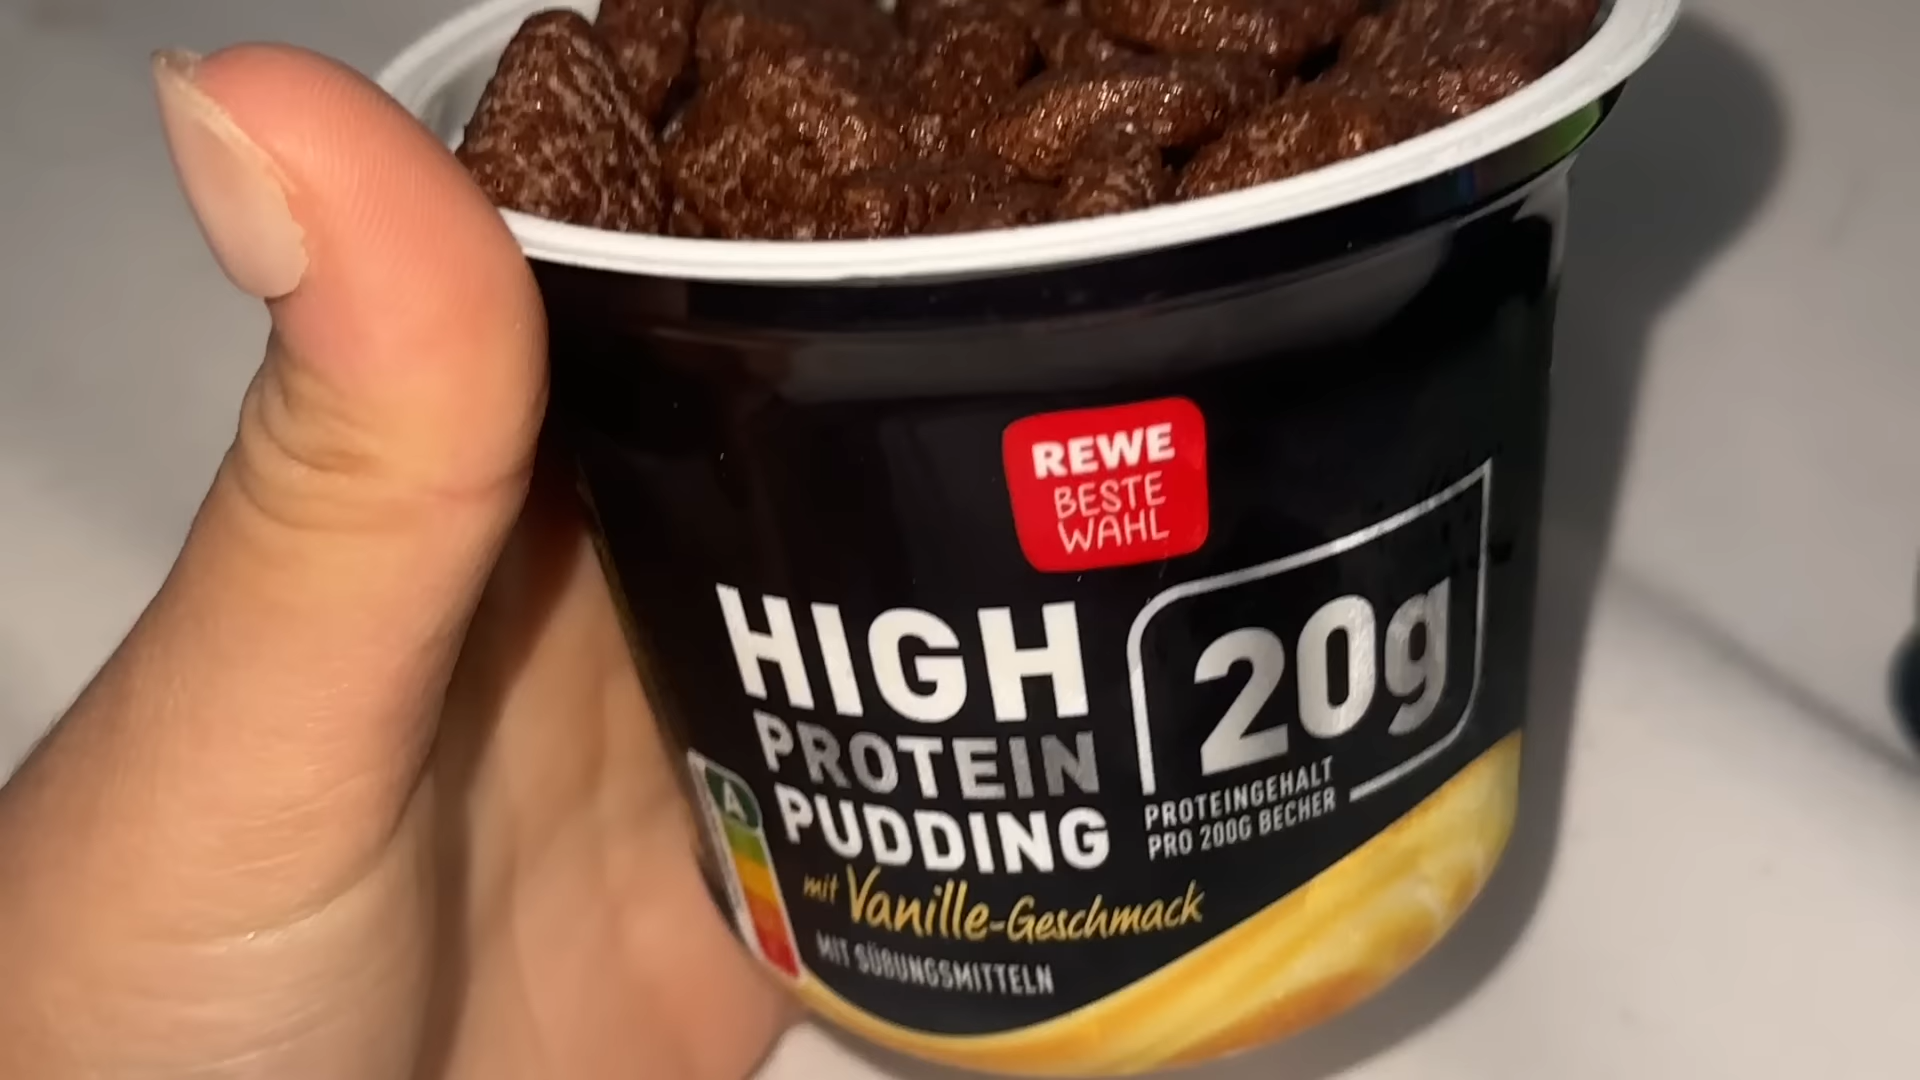 REWE
BESTE
WAHL
HIGH
PROTEIN
PUDDING
mit Vanille-Geschmack
MIT SÜßUNGSMITTELN
20g
PROTEINGEHALT
PRO 200G BECHER
A